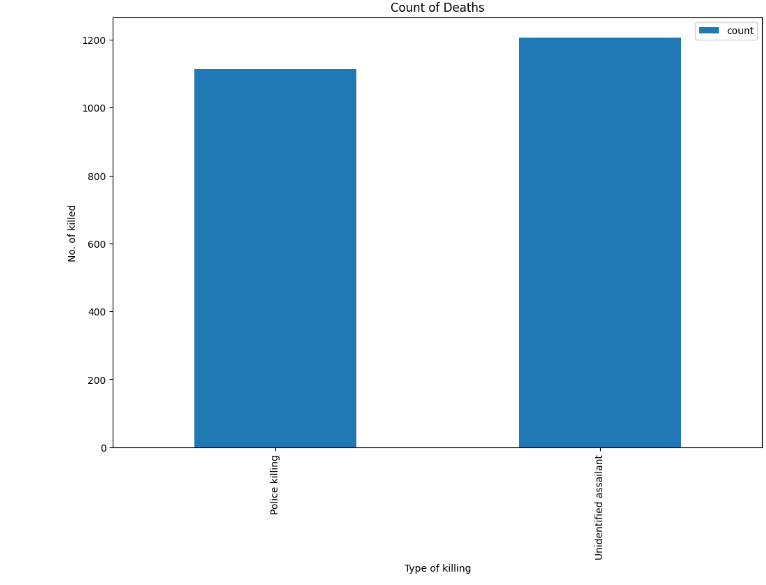 Count of Deaths
count
1200
1000
800
600
400
200
0
No. of killed
Police killing
Unidentified assailant
Type of killing